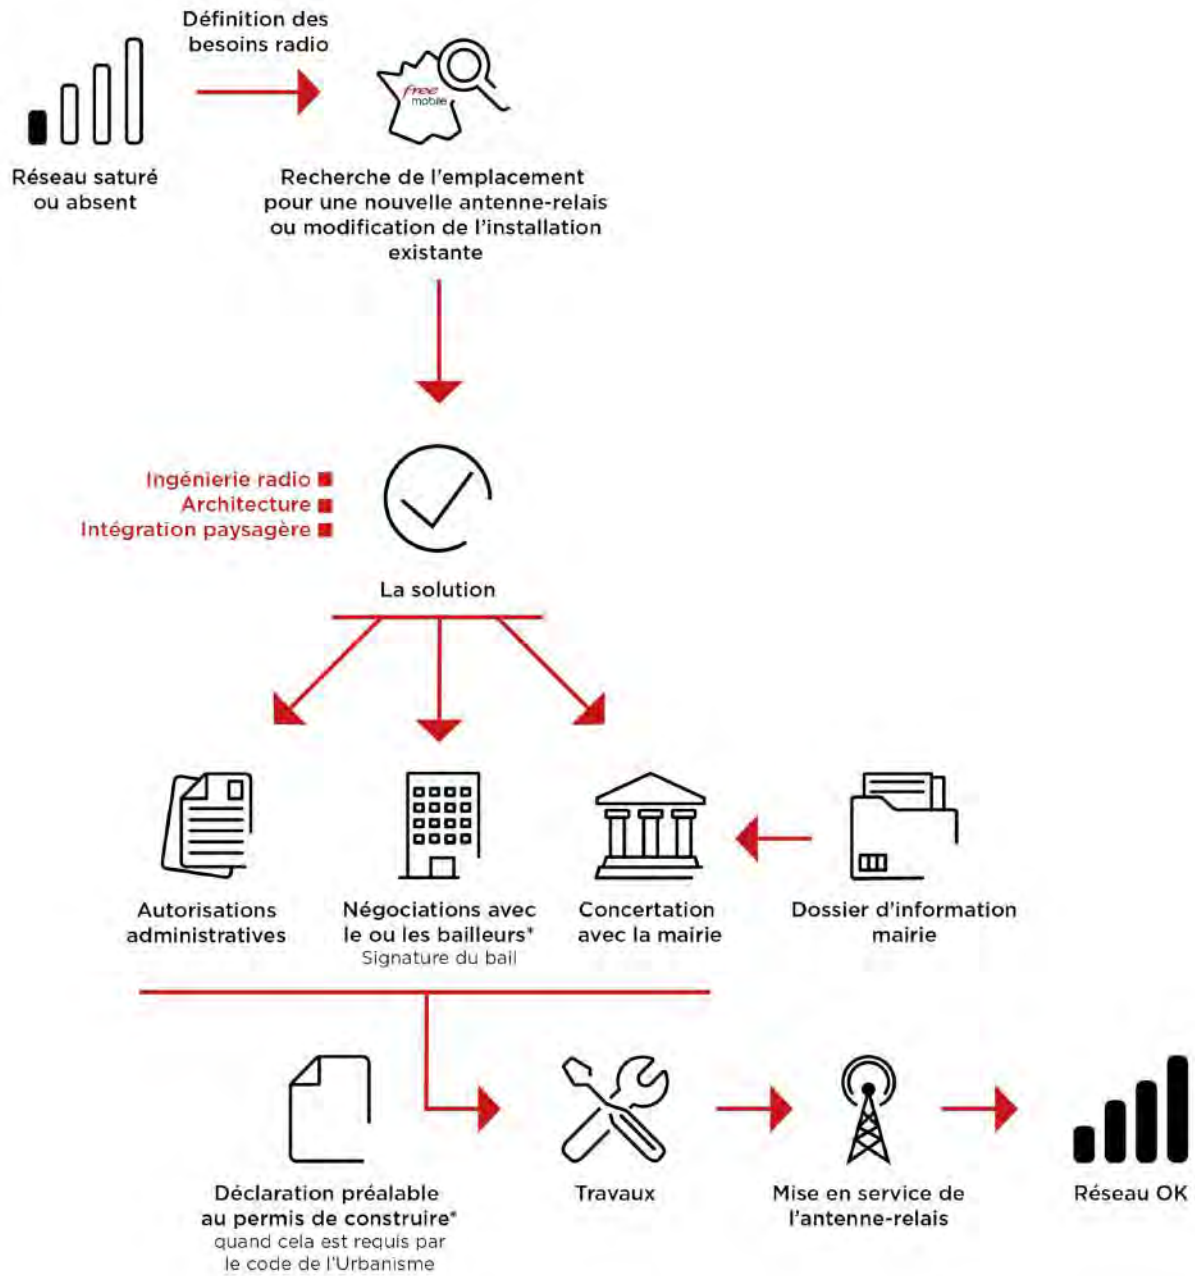 Définition des
besoins radio
free
mobile
Réseau saturé
ou absent
Recherche de l'emplacement
pour une nouvelle antenne-relais
ou modification de l'installation
existante
Ingénierie radio
Architecture
Intégration paysagère
La solution
Autorisations
administratives
Négociations avec
le ou les bailleurs*
Signature du bail
Concertation
avec la mairie
Dossier d'information
mairie
Déclaration préalable
au permis de construire*
quand cela est requis par
le code de l'Urbanisme
Travaux
Mise en service de
l'antenne-relais
Réseau OK